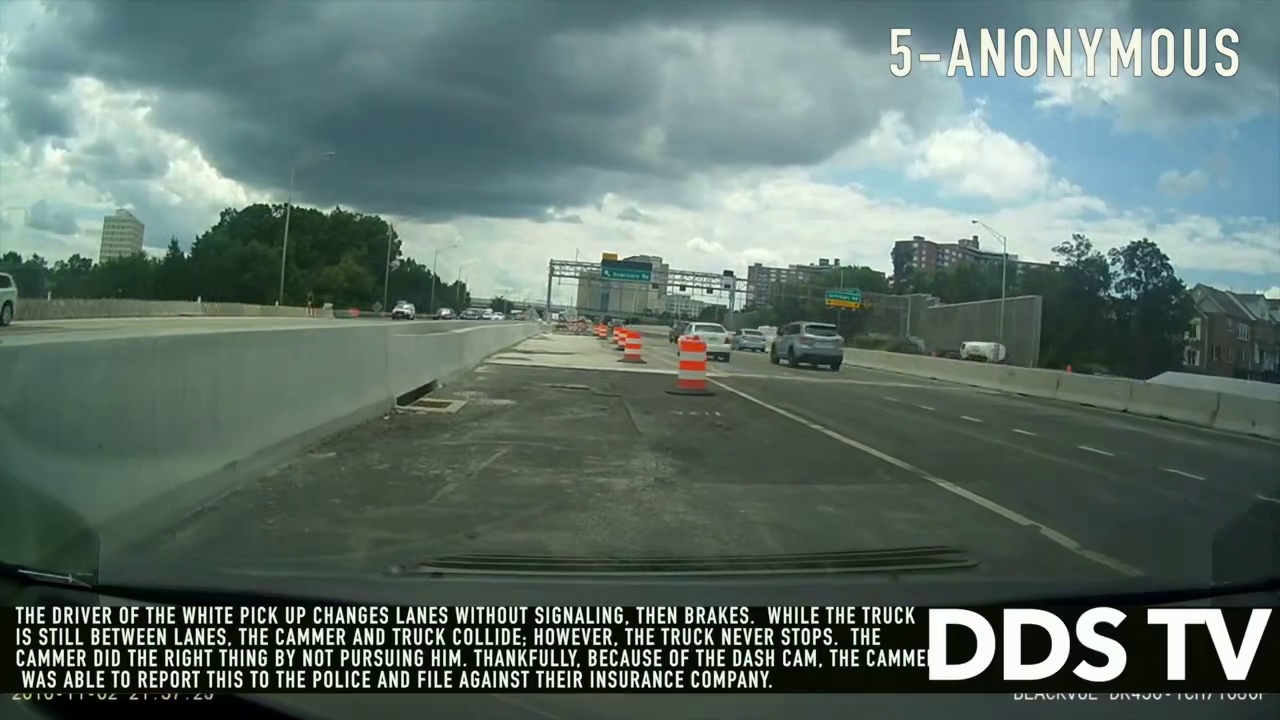 5-ANONYMOUS
THE DRIVER OF THE WHITE PICK UP CHANGES LANES WITHOUT SIGNALING, THEN BRAKES. WHILE THE TRUCK
IS STILL BETWEEN LANES, THE CAMMER AND TRUCK COLLIDE; HOWEVER, THE TRUCK NEVER STOPS. THE
CAMMER DID THE RIGHT THING BY NOT PURSUING HIM. THANKFULLY, BECAUSE OF THE DASH CAM, THE CAMME
WAS ABLE TO REPORT THIS TO THE POLICE AND FILE AGAINST THEIR INSURANCE COMPANY.
DDS TV